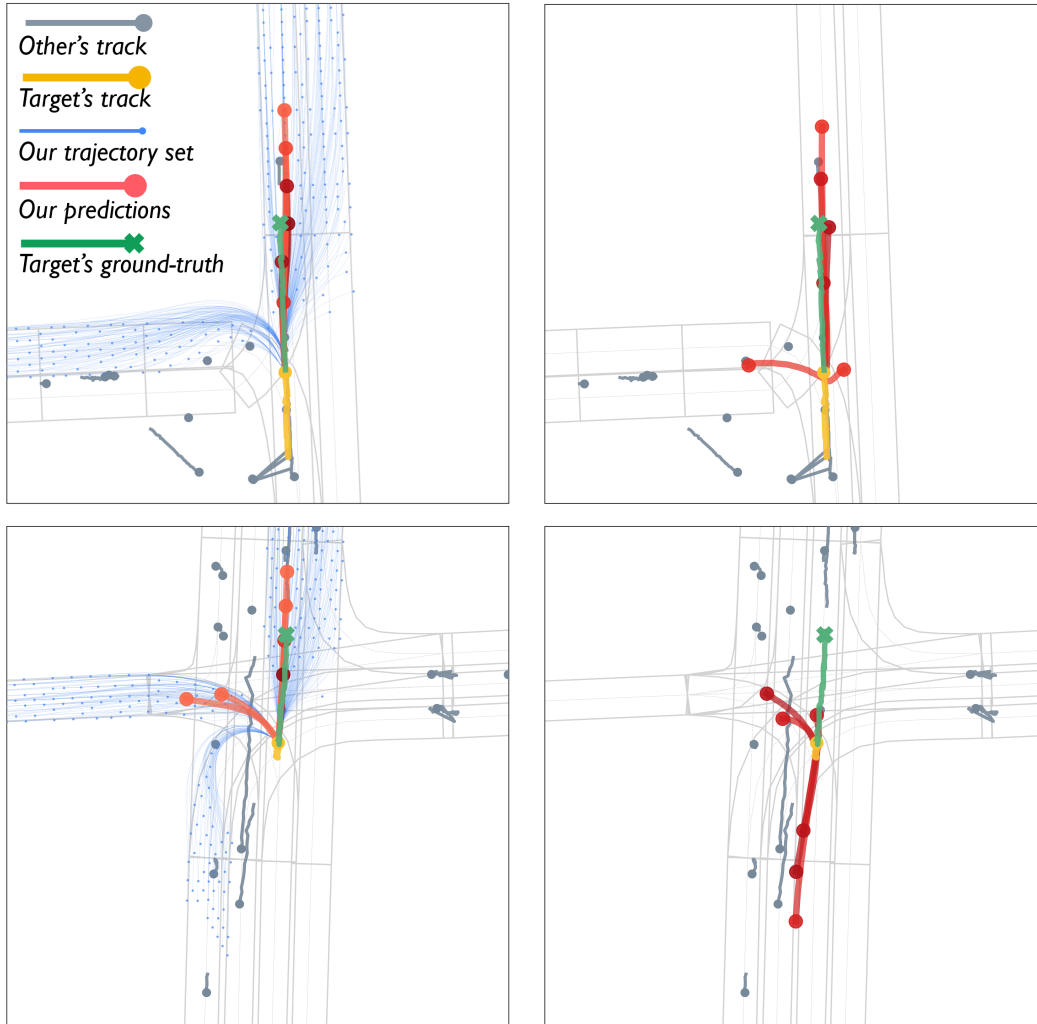 Other's track
Target's track
Our trajectory set
Our predictions
Target's ground-truth